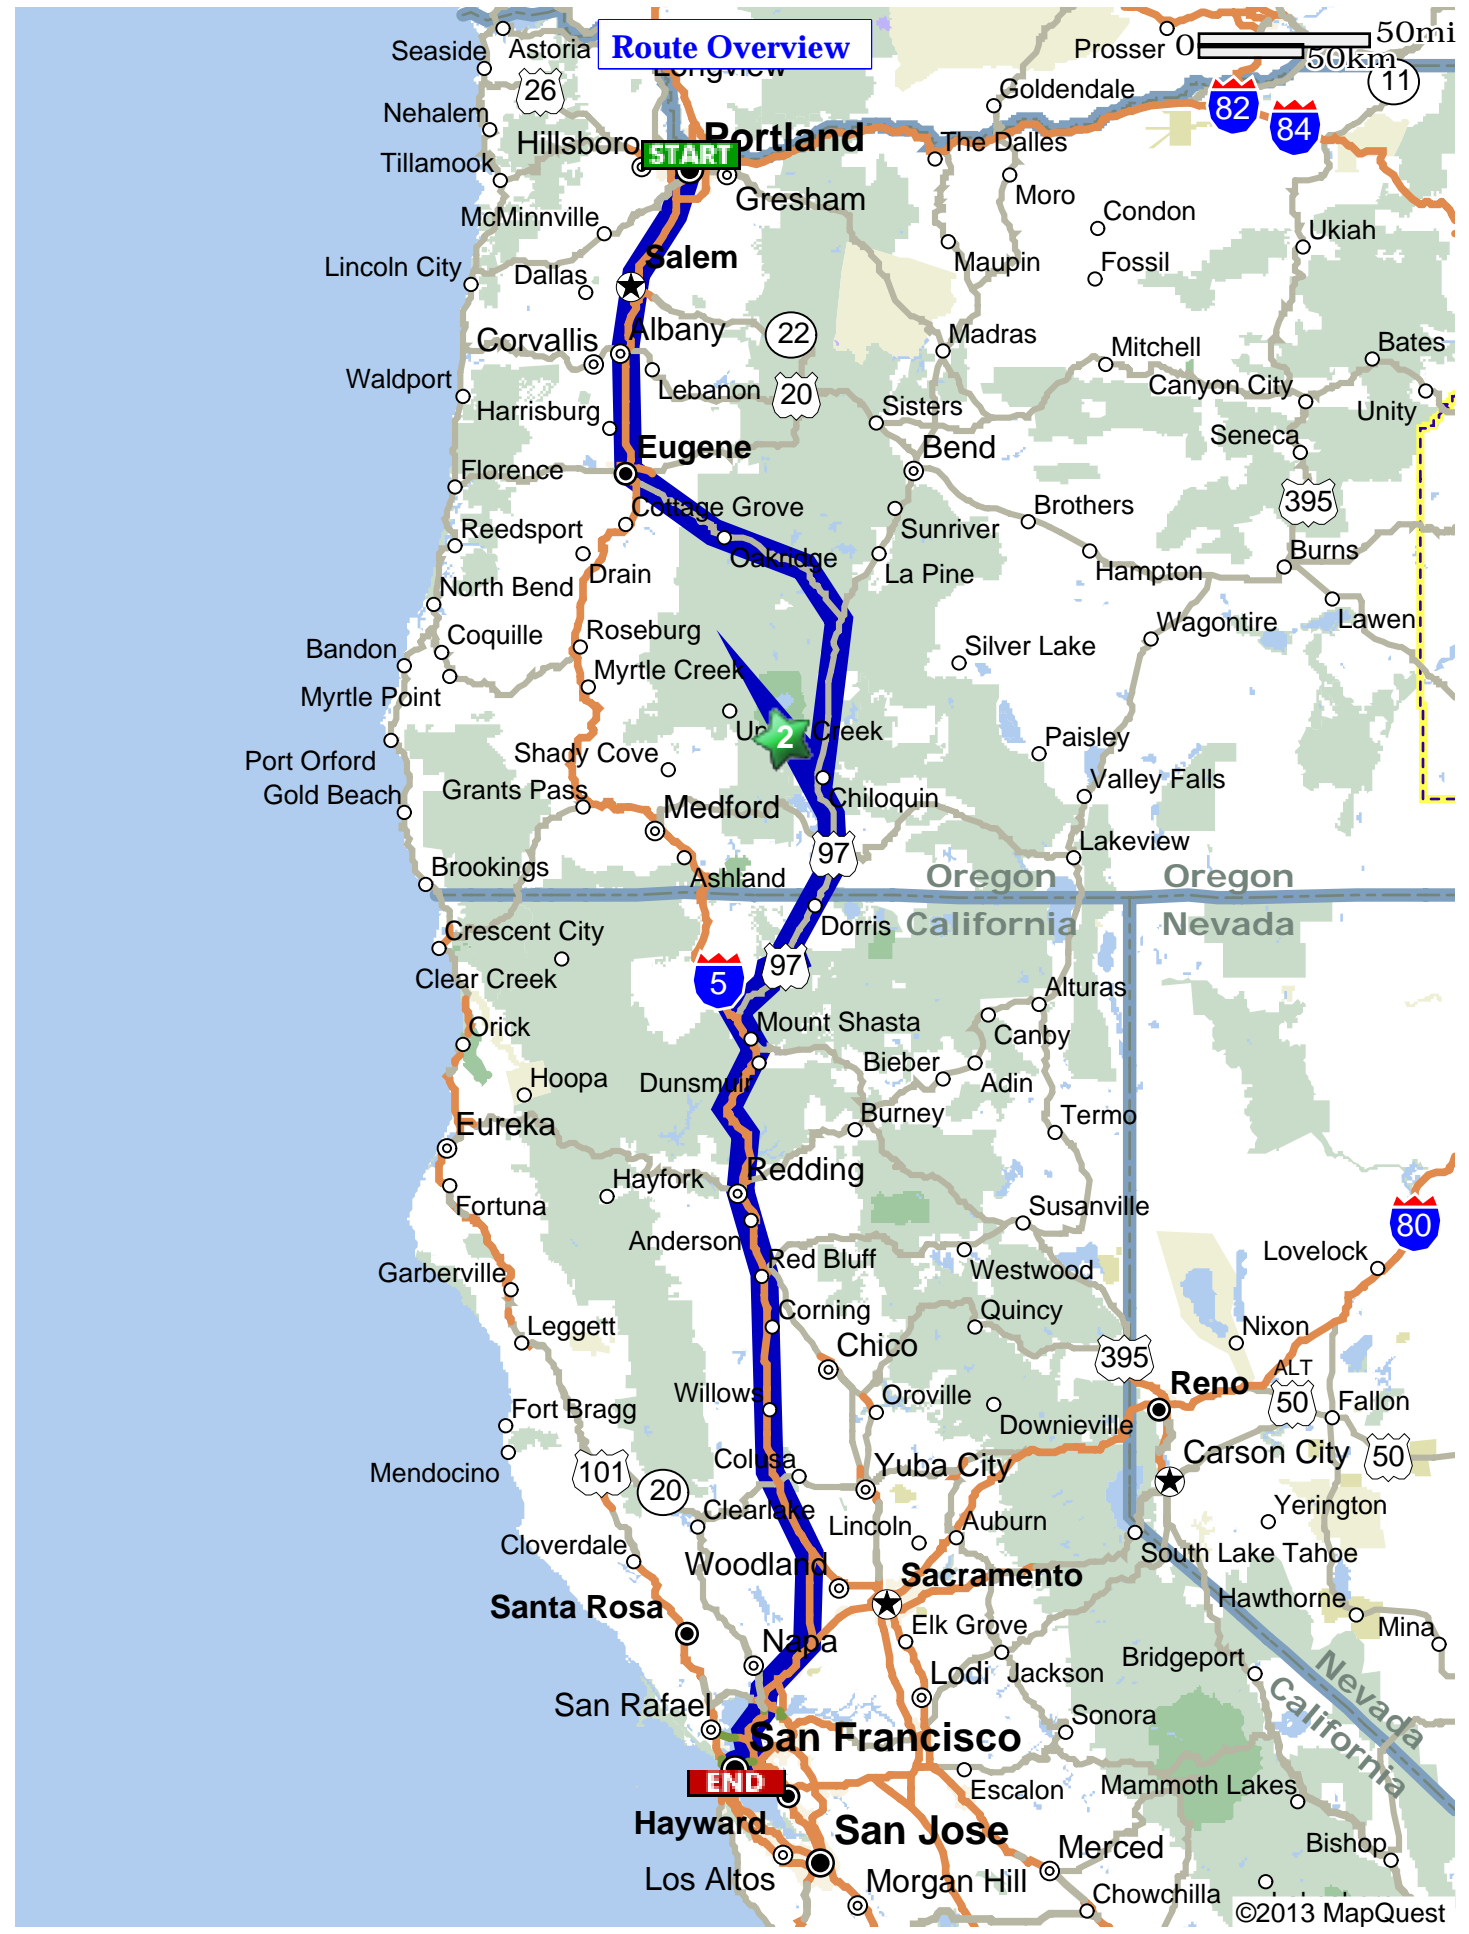 Route Overview
0
50mi
50km
Seaside
Astoria
Longview
Prosser
11
26
82
84
Nehalem
Goldendale
Hillsboro
START
Portland
The Dalles
Tillamook
Gresham
Moro
McMinnville
Condon
Ukiah
Salem
Maupin
Fossil
Lincoln City
Dallas
Albany
22
Corvallis
Madras
Mitchell
Bates
Waldport
Lebanon
20
Canyon City
Harrisburg
Sisters
Unity
Seneca
Eugene
Bend
Florence
395
Cottage Grove
Brothers
Reedsport
Sunriver
Oakridge
Burns
Drain
La Pine
Hampton
North Bend
Lawen
Coquille
Roseburg
Wagontire
Bandon
Silver Lake
Myrtle Creek
Myrtle Point
2
Creek
Paisley
Shady Cove
Port Orford
Valley Falls
Gold Beach
Grants Pass
Chiloquin
Medford
97
Lakeview
Brookings
Ashland
Oregon
Oregon
Dorris
California
Nevada
Crescent City
97
Clear Creek
5
Alturas
Mount Shasta
Orick
Canby
Bieber
Hoopa
Dunsmuir
Adin
Burney
Termo
Eureka
Redding
Hayfork
Fortuna
Susanville
80
Anderson
Red Bluff
Lovelock
Westwood
Garberville
Corning
Quincy
Leggett
Chico
Nixon
395
ALT
50
Reno
Willows
Oroville
Fallon
Fort Bragg
Downieville
Carson City
50
Colusa
Yuba City
Mendocino
101
20
Clearlake
Yerington
Lincoln
Auburn
Cloverdale
South Lake Tahoe
Woodland
Sacramento
Hawthorne
Santa Rosa
Elk Grove
Mina
Napa
Bridgeport
Lodi
Jackson
Nevada
California
San Rafael
Sonora
San Francisco
END
Escalon
Mammoth Lakes
Hayward
San Jose
Merced
Bishop
Los Altos
Morgan Hill
Chowchilla
©2013 MapQuest